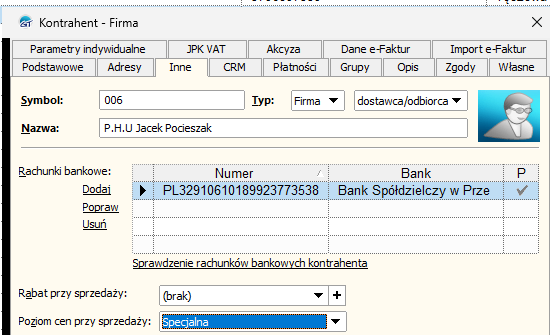 Kontrahent - Firma
Parametry indywidualne JPK VAT Akcyza Dane e-Faktur Import e-Faktur
Podstawowe Adresy Inne CRM Płatności Grupy Opis Zgody Własne
Symbol: 006 Typ: Firma dostawca/odbiorca
Nazwa: P.H.U Jacek Pocieszak
Rachunki bankowe: Numer Bank P
Dodaj PL32910610189923773538 Bank Spółdzielczy w Prze
Popraw
Usuń
Sprawdzenie rachunków bankowych kontrahenta
Rabat przy sprzedaży: (brak) +
Poziom cen przy sprzedaży: Specjalna